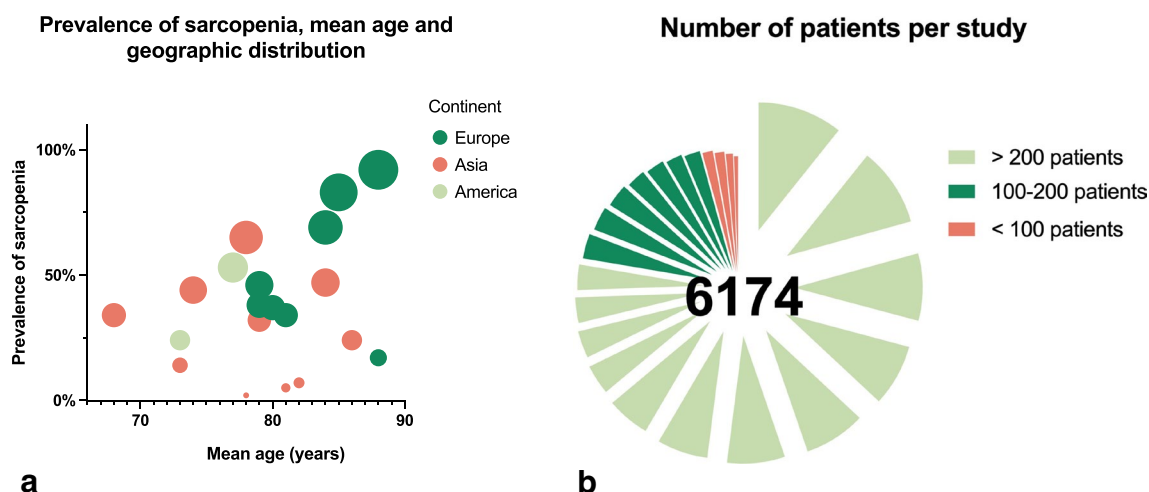 Prevalence of sarcopenia, mean age and
geographic distribution
Continent
Europe
Asia
America
Prevalence of sarcopenia
100%
50%
0%
70
80
90
Mean age (years)
a
Number of patients per study
> 200 patients
100-200 patients
< 100 patients
6174
b